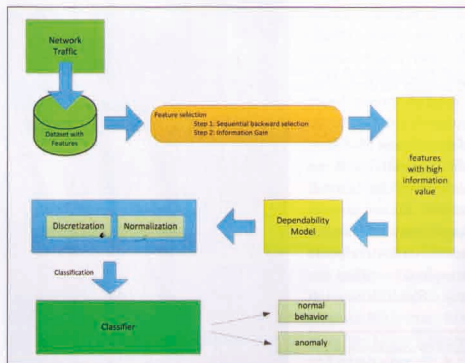 Network
Traffic
Dataset with
Features
Feature selection
Step 1: Sequential backward selection
Step 2: Information Gate
features
with high
information
value
Dependability
Model
Discretization
Normalization
Classification
Classifier
normal
behavior
anomaly